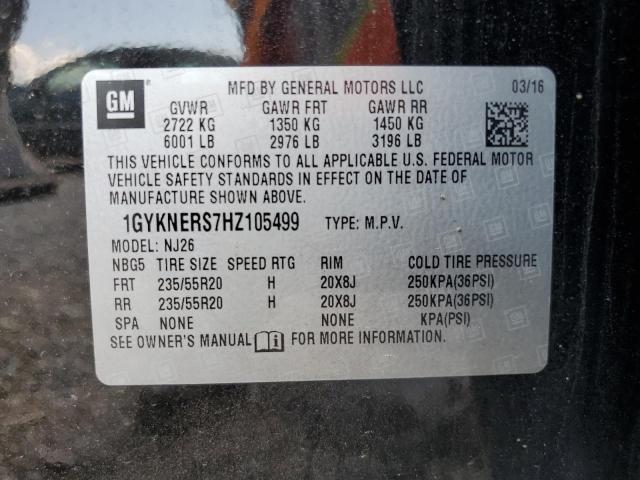 GM
MFD BY GENERAL MOTORS LLC 03/16
GVWR GAWR FRT GAWR RR
2722 KG 1350 KG 1450 KG
6001 LB 2976 LB 3196 LB
THIS VEHICLE CONFORMS TO ALL APPLICABLE U.S. FEDERAL MOTOR
VEHICLE SAFETY STANDARDS IN EFFECT ON THE DATE OF
MANUFACTURE SHOWN ABOVE.
1GYKNERS7HZ105499 TYPE: M.P.V.
MODEL: NJ26
NBG5 TIRE SIZE SPEED RTG RIM COLD TIRE PRESSURE
FRT 235/55R20 H 20X8J 250KPA(36PSI)
RR 235/55R20 H 20X8J 250KPA(36PSI)
SPA NONE NONE KPA(PSI)
SEE OWNER'S MANUAL FOR MORE INFORMATION.